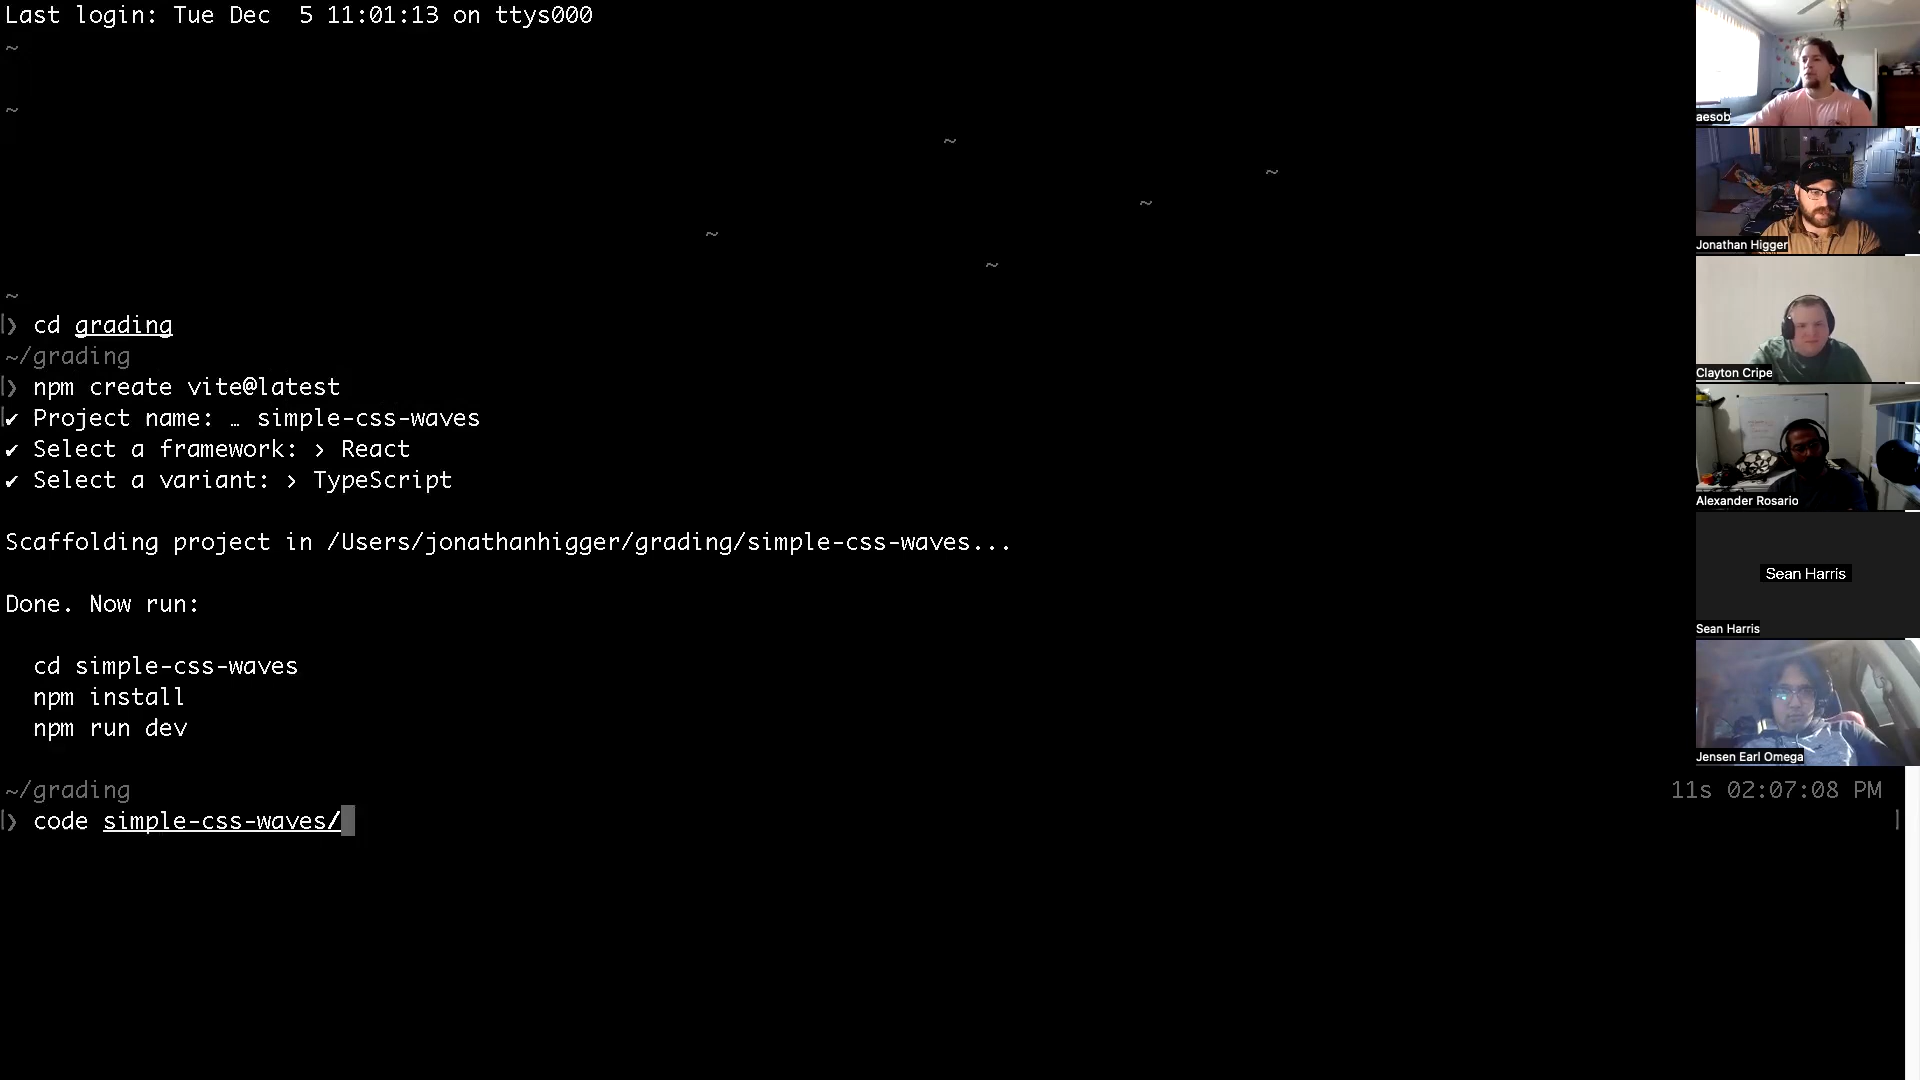 Last login: Tue Dec  5 11:01:13 on ttys000
~
~
~
~
~
~
~
~
❯ cd grading
~/grading
❯ npm create vite@latest
✔ Project name: … simple-css-waves
✔ Select a framework: › React
✔ Select a variant: › TypeScript
Scaffolding project in /Users/jonathanhigger/grading/simple-css-waves...
Done. Now run:
cd simple-css-waves
npm install
npm run dev
~/grading
11s 02:07:08 PM
❯ code simple-css-waves/
aesob
Jonathan Higger
Clayton Cripe
Alexander Rosario
Sean Harris
Sean Harris
Jensen Earl Omega